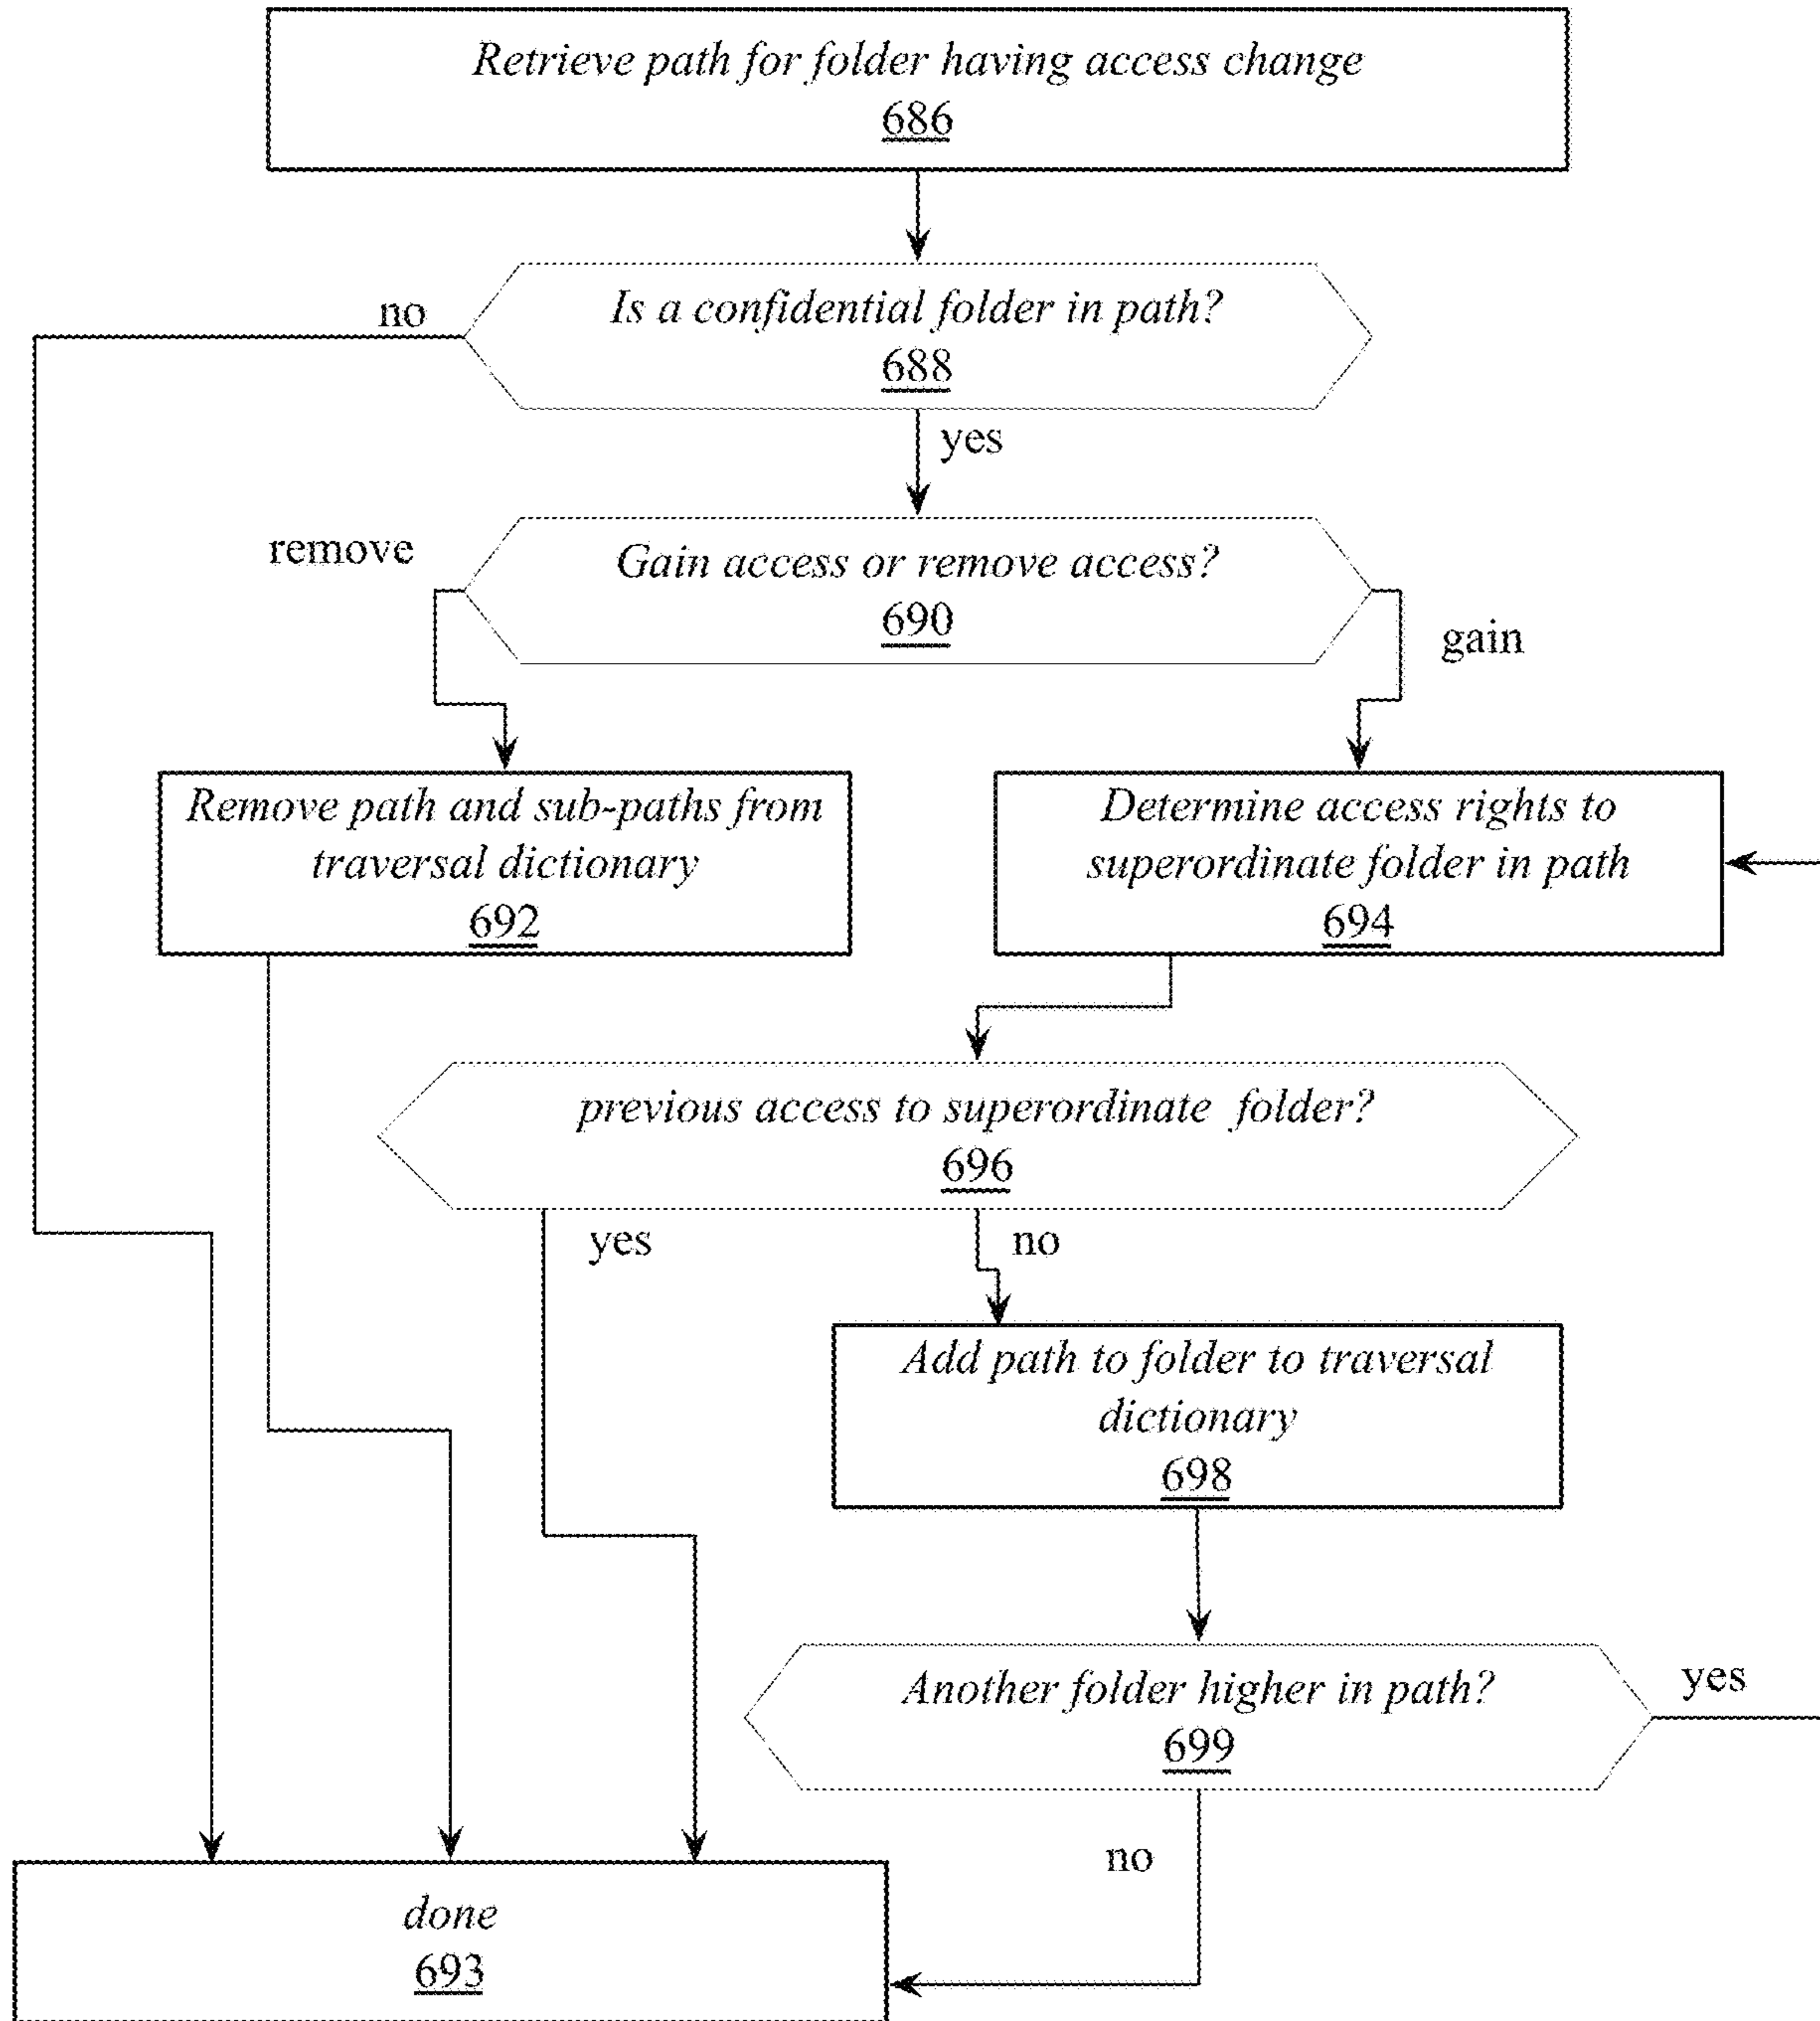 Retrieve path for folder having access change
686
no
Is a confidential folder in path?
688
yes
remove
Gain access or remove access?
690
gain
Remove path and sub-paths from
traversal dictionary
692
Determine access rights to
superordinate folder in path
694
previous access to superordinate folder?
696
yes
no
Add path to folder to traversal
dictionary
698
Another folder higher in path?
699
yes
no
done
693